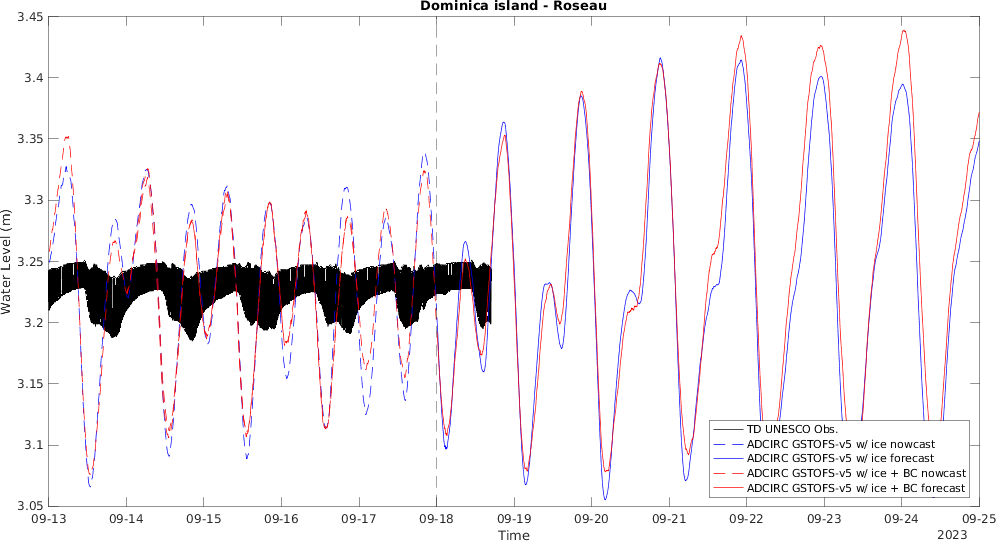 Dominica island - Roseau
3.45
3.4
3.35
3.3
3.25
3.2
3.15
3.1
3.05
Water Level (m)
TD UNESCO Obs.
ADCIRC GSTOFS-v5 w/ ice nowcast
ADCIRC GSTOFS-v5 w/ ice forecast
ADCIRC GSTOFS-v5 w/ ice + BC nowcast
ADCIRC GSTOFS-v5 w/ ice + BC forecast
09-13 09-14 09-15 09-16 09-17 09-18 09-19 09-20 09-21 09-22 09-23 09-24 09-25
Time
2023